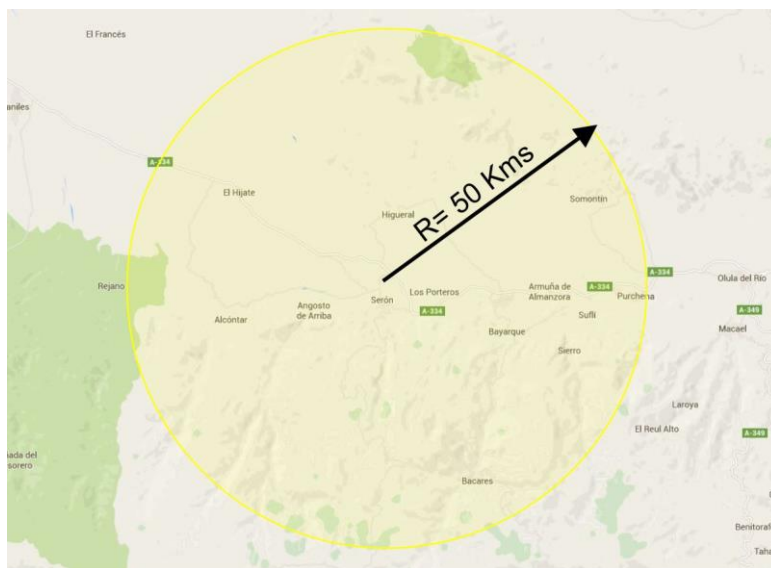 El Francés
aniles
A-334
El Hijate
R= 50 Kms
Somontín
Higueral
A-334
Olula del Río
Rejano
Los Porteros
Armuña de
Almanzora
A-334
Serón
Purchena
Angosto
de Arriba
A-334
A-349
Alcóntar
Suflí
Bayarque
Macael
Sierro
Laroya
El Reul Alto
A-349
ñada del
esorero
Bacares
Benitorafe
Taha